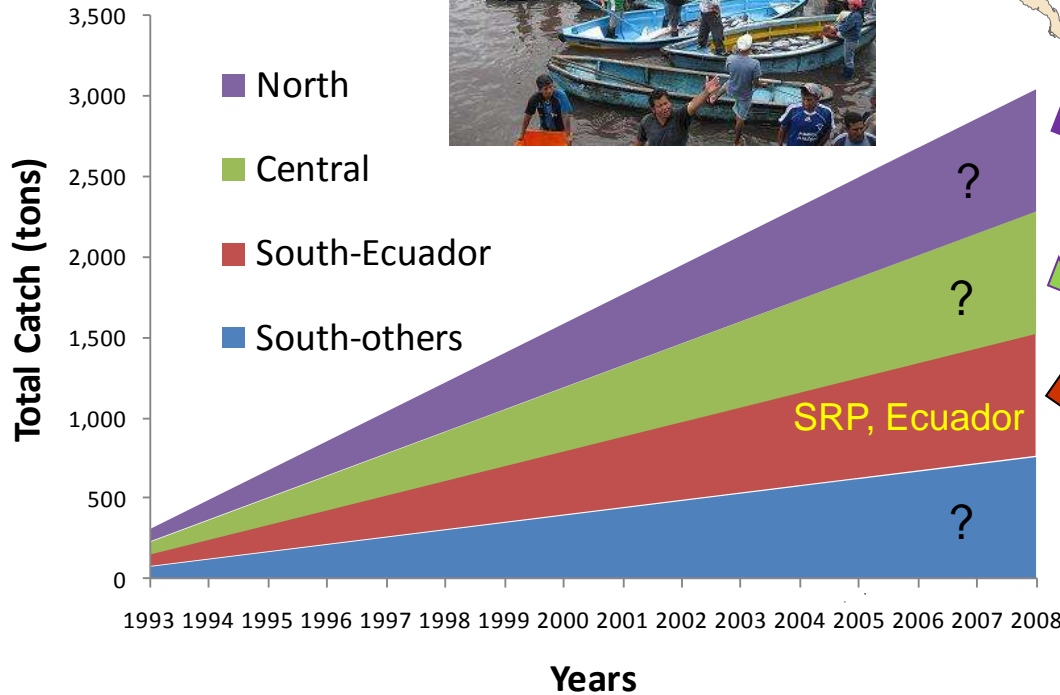 Total Catch (tons)
3,500
3,000
2,500
2,000
1,500
1,000
500
0
North
Central
South-Ecuador
South-others
?
?
SRP, Ecuador
?
1993 1994 1995 1996 1997 1998 1999 2000 2001 2002 2003 2004 2005 2006 2007 2008
Years